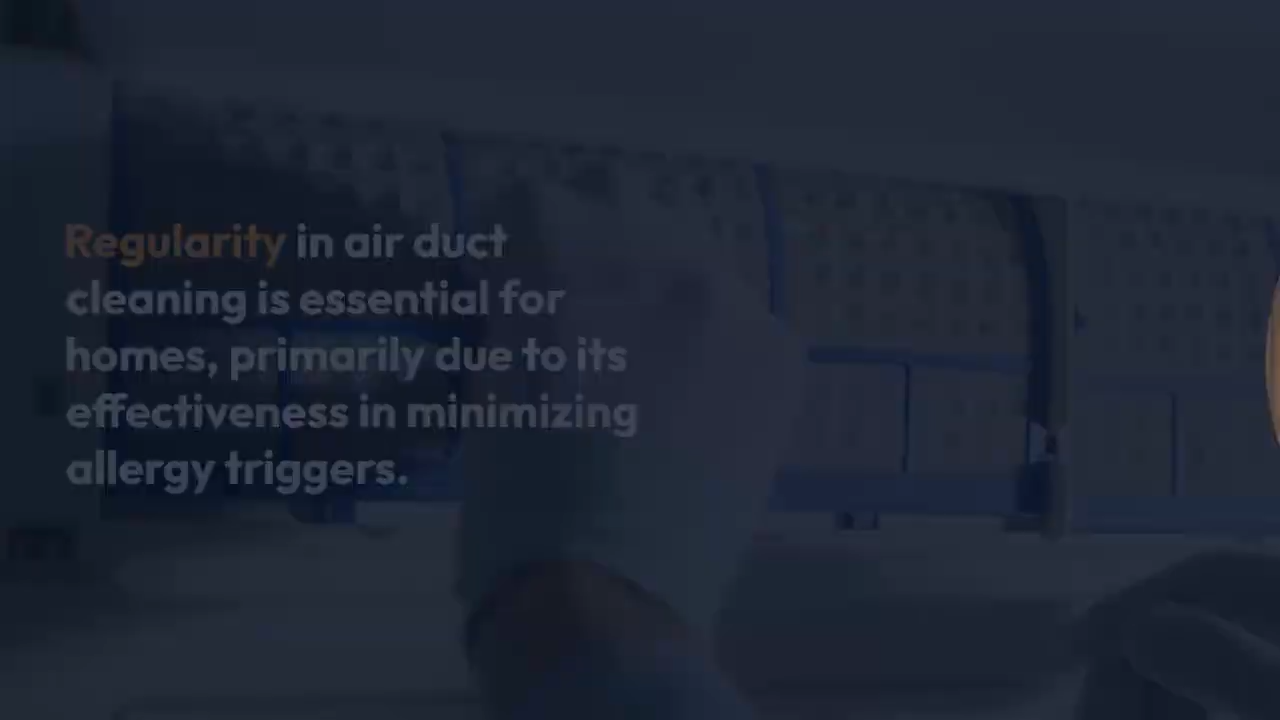 Regularity in air duct
cleaning is essential for
homes, primarily due to its
effectiveness in minimizing
allergy triggers.